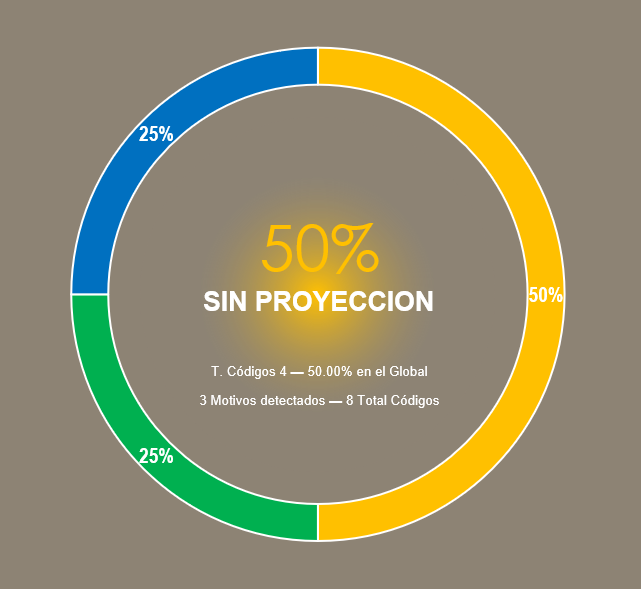 25%
50%
SIN PROYECCION
50%
T. Códigos 4 — 50.00% en el Global
3 Motivos detectados — 8 Total Códigos
25%